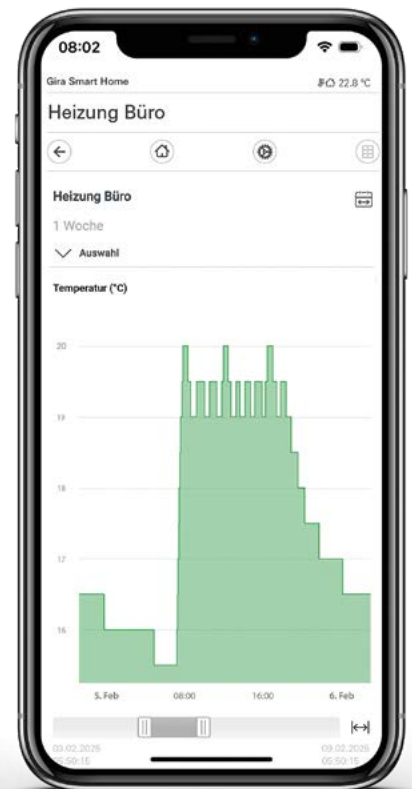 08:02
Gira Smart Home 22.8 °C
Heizung Büro
Heizung Büro
1 Woche
Auswahl
Temperatur (°C)
20
19
18
17
16
5. Feb 08:00 16:00 6. Feb
03.02.2025 09.02.2025
05:50:15 05:50:15